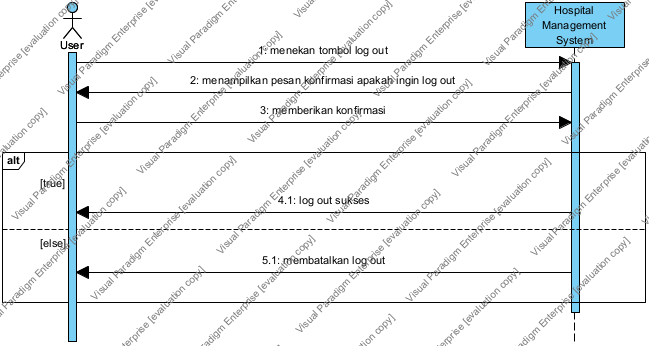 Hospital
Management
System
User
1: menekan tombol log out
2: menampilkan pesan konfirmasi apakah ingin log out
3: memberikan konfirmasi
alt
[true]
4.1: log out sukses
[else]
5.1: membatalkan log out
Visual Paradigm Enterprise [evaluation copy]